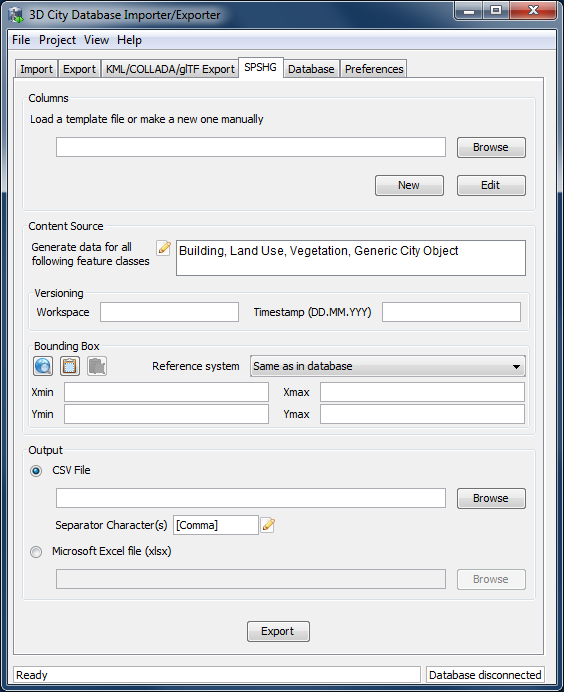 3D City Database Importer/Exporter
File Project View Help
Import Export KML/COLLADA/glTF Export SPSHG Database Preferences
Columns
Load a template file or make a new one manually
Browse
New Edit
Content Source
Generate data for all
following feature classes
Building, Land Use, Vegetation, Generic City Object
Versioning
Workspace Timestamp (DD.MM.YYY)
Bounding Box
Reference system Same as in database
Xmin Xmax
Ymin Ymax
Output
CSV File
Browse
Separator Character(s) [Comma]
Microsoft Excel file (xlsx)
Browse
Export
Ready Database disconnected